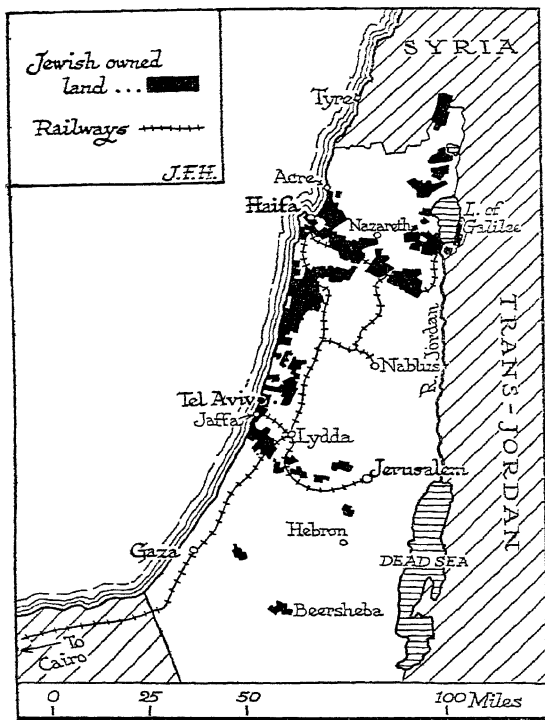 Jewish owned
land ...
Railways
J.F.H.
SYRIA
Tyre
Acre
Haifa
Nazareth
L. of
Galilee
TRANS-JORDAN
R. Jordan
Nablus
Tel Aviv
Jaffa
Lydda
Jerusalem
Hebron
Gaza
DEAD SEA
Beersheba
To
Cairo
0 25 50 100 Miles